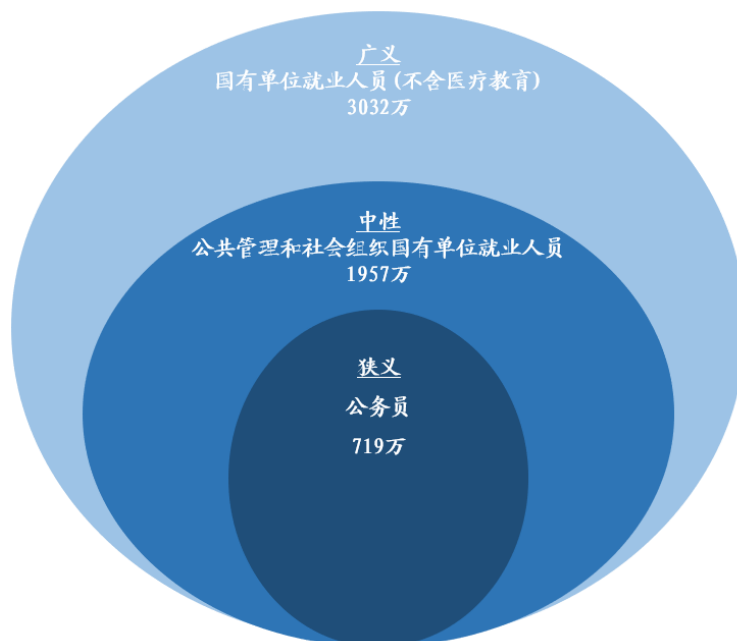 广义
国有单位就业人员(不含医疗教育)
3032万
中性
公共管理和社会组织国有单位就业人员
1957万
狭义
公务员
719万